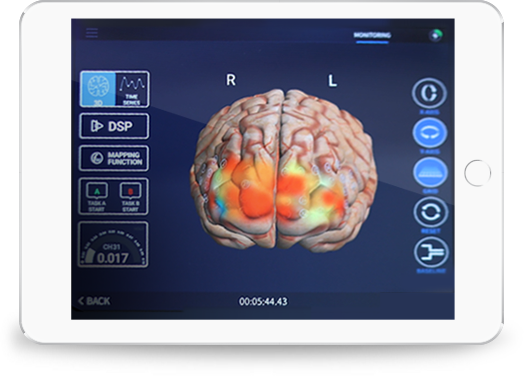 MONITORING
R L
3D
TIME
SERIES
DSP
MAPPING
FUNCTION
A
TASK A
START
B
TASK B
START
CH31
0.017
X-AXIS
Y-AXIS
GRID
RESET
BASELINE
< BACK
00:05:44.43